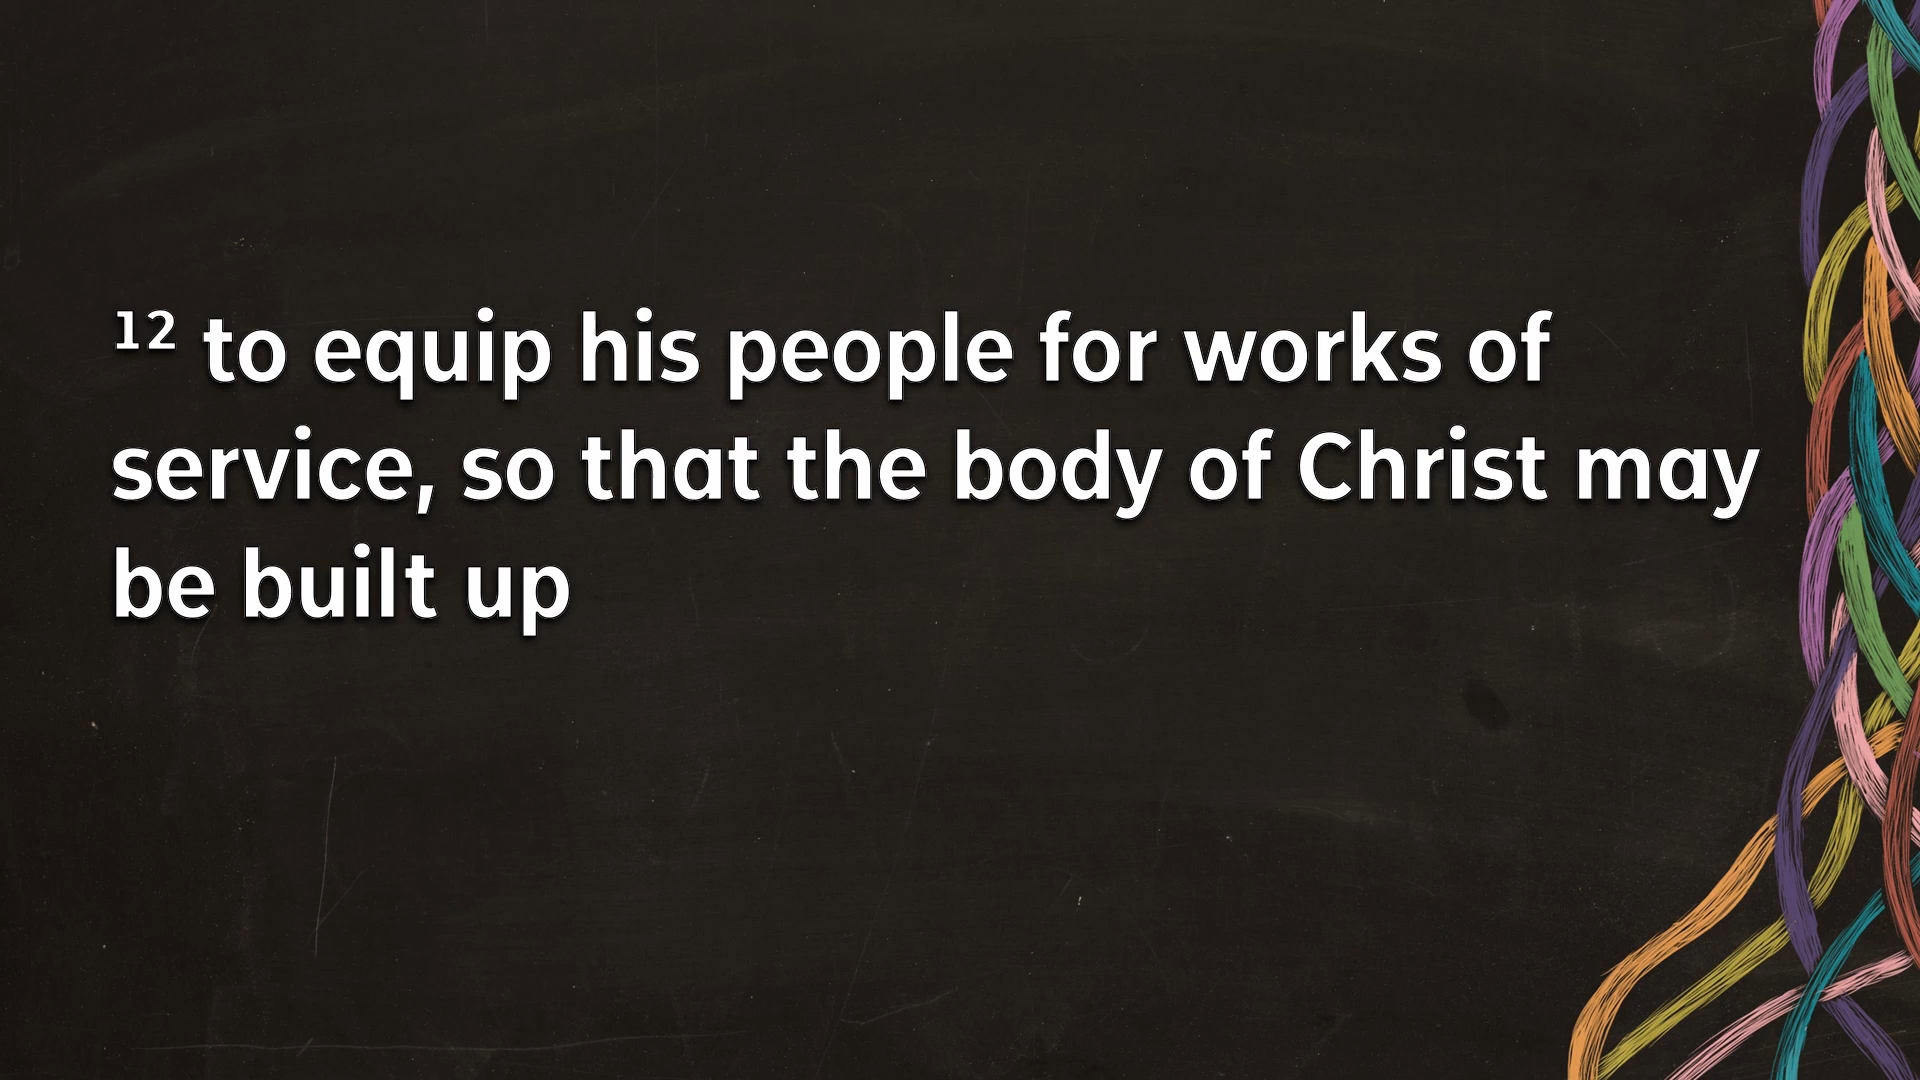 ¹² to equip his people for works of
service, so that the body of Christ may
be built up